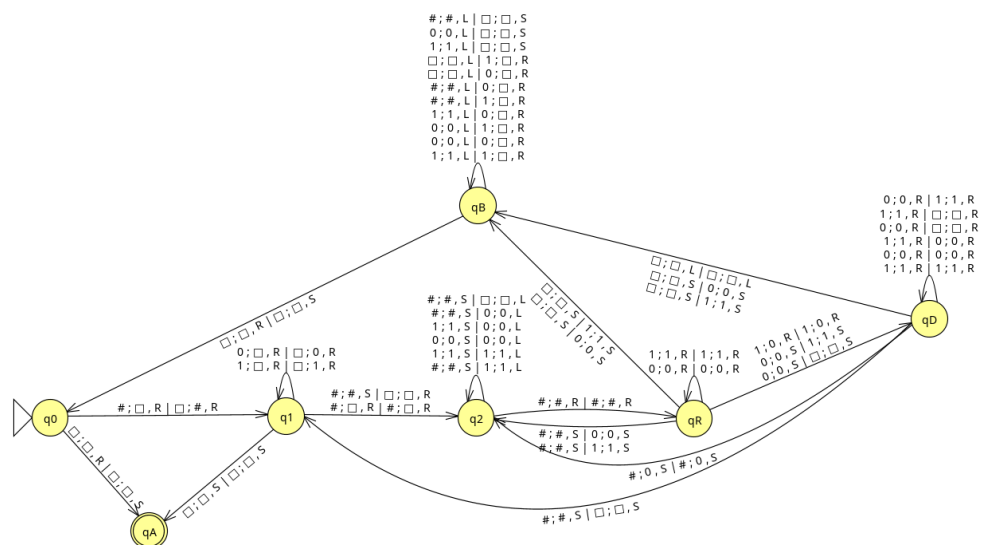 #;#,L|□;□,S
0;0,L|□;□,S
1;1,L|□;□,S
□;□,L|1;□,R
□;□,L|0;□,R
#;#,L|0;□,R
#;#,L|1;□,R
1;1,L|0;□,R
0;0,L|1;□,R
0;0,L|0;□,R
1;1,L|1;□,R
qB
0;0,R|1;1,R
1;1,R|□;□,R
0;0,R|□;□,R
1;1,R|0;0,R
0;0,R|0;0,R
1;1,R|1;1,R
qD
□;□,L|□;□,L
□;□,S|0;0,S
□;□,S|1;1,S
□;□,S|1;1,S
□;□,S|0;0,S
□;□,R|□;□,S
#;#,S|□;□,L
#;#,S|0;0,L
1;1,S|0;0,L
0;0,S|0;0,L
1;1,S|1;1,L
#;#,S|1;1,L
1;0,R|1;0,R
0;0,S|1;1,S
0;0,S|□;□,S
0;□,R|□;0,R
1;□,R|□;1,R
1;1,R|1;1,R
0;0,R|0;0,R
q0
#;□,R|□;#,R
q1
#;#,S|□;□,R
#;□,R|#;□,R
q2
#;#,R|#;#,R
qR
#;#,S|0;0,S
#;#,S|1;1,S
#;0,S|#;0,S
#;#,S|□;□,S
□;□,R|□;□,S
□;□,S|□;□,S
qA